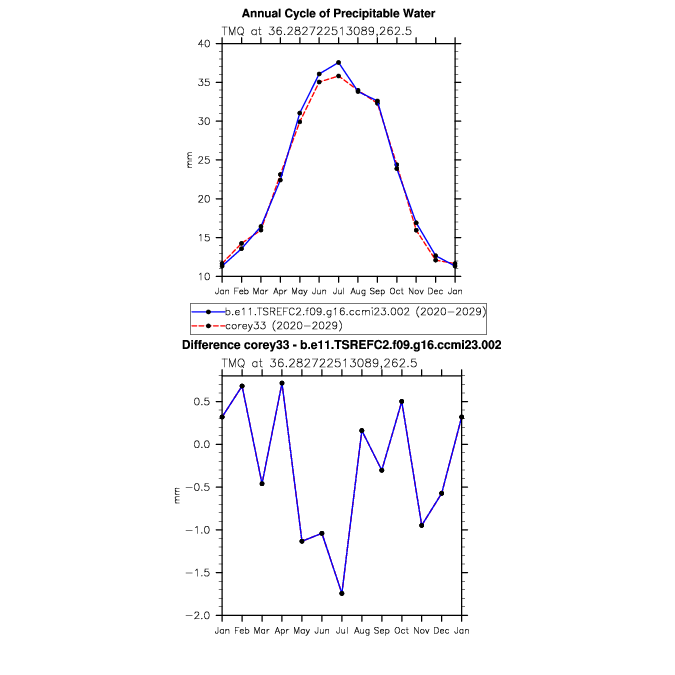 Annual Cycle of Precipitable Water
TMQ at 36.282722513089,262.5
40
35
30
25
20
15
10
mm
Jan Feb Mar Apr May Jun Jul Aug Sep Oct Nov Dec Jan
b.e11.TSREFC2.f09.g16.ccmi23.002 (2020-2029)
corey33 (2020-2029)
Difference corey33 - b.e11.TSREFC2.f09.g16.ccmi23.002
TMQ at 36.282722513089,262.5
0.5
0.0
-0.5
-1.0
-1.5
-2.0
mm
Jan Feb Mar Apr May Jun Jul Aug Sep Oct Nov Dec Jan